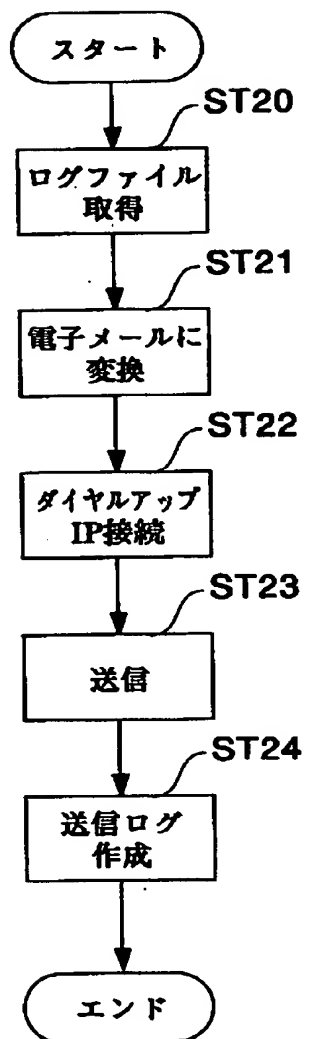 スタート
ST20
ログファイル
取得
ST21
電子メールに
変換
ST22
ダイヤルアップ
IP接続
ST23
送信
ST24
送信ログ
作成
エンド